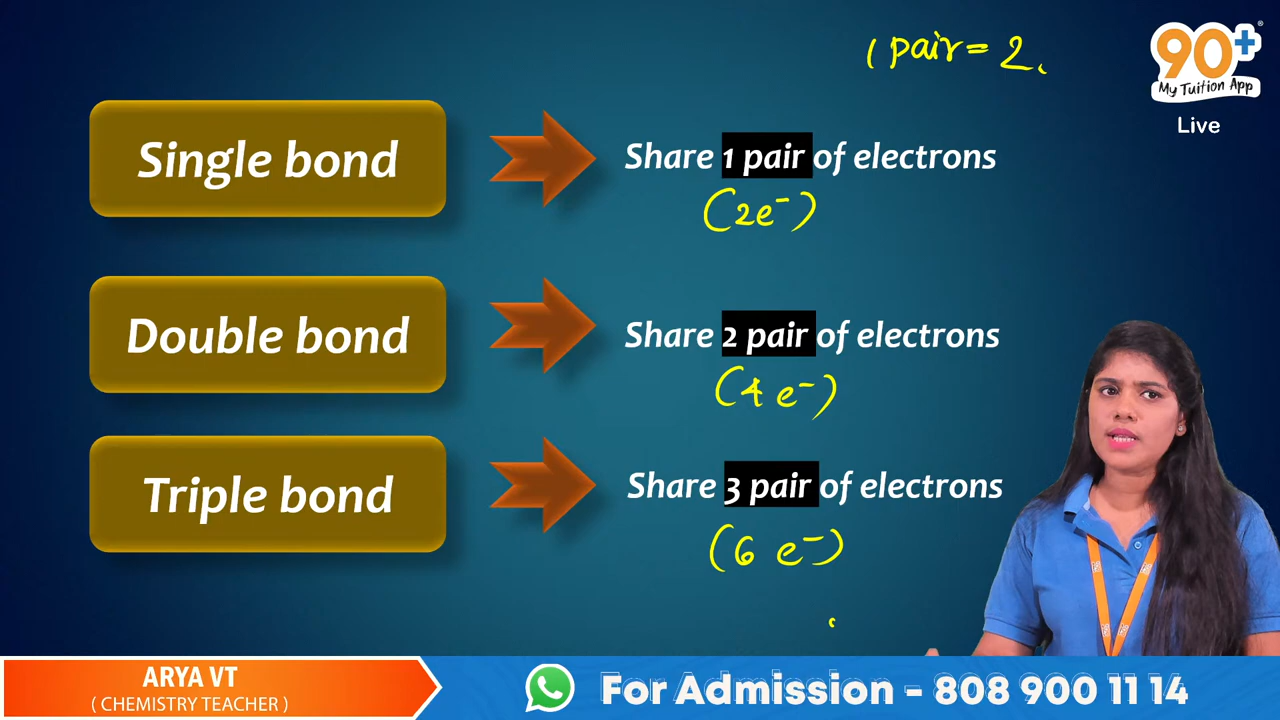 1 pair = 2
90+
My Tuition App
Live
Single bond
Share 1 pair of electrons
(2e⁻)
Double bond
Share 2 pair of electrons
(4 e⁻)
Triple bond
Share 3 pair of electrons
(6 e⁻)
ARYA VT
( CHEMISTRY TEACHER )
For Admission - 808 900 11 14